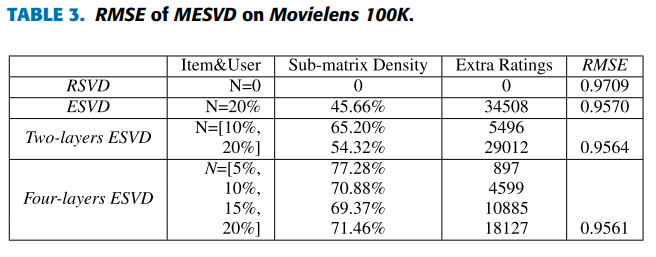 TABLE 3. RMSE of MESVD on Movielens 100K.
Item&User Sub-matrix Density Extra Ratings RMSE
RSVD N=0 0 0 0.9709
ESVD N=20% 45.66% 34508 0.9570
Two-layers ESVD N=[10%, 65.20% 5496
20%] 54.32% 29012 0.9564
Four-layers ESVD N=[5%, 77.28% 897
10%, 70.88% 4599
15%, 69.37% 10885
20%] 71.46% 18127 0.9561